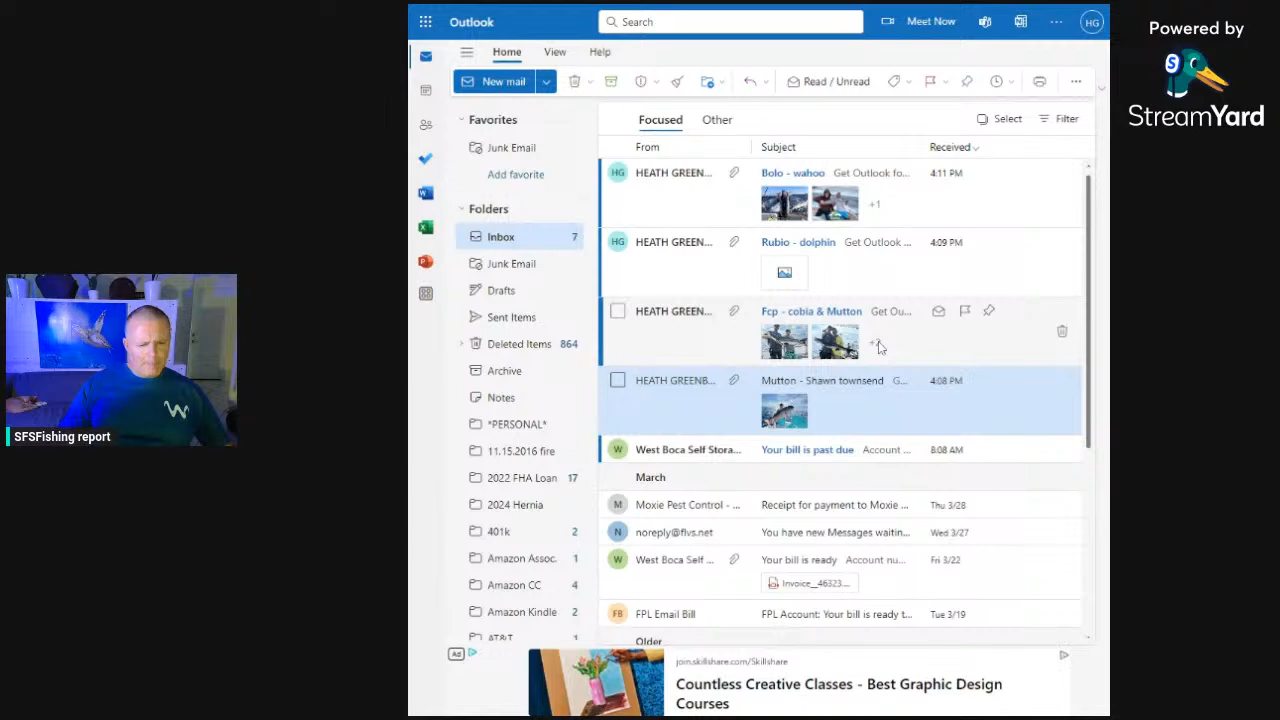 Outlook
Search
Meet Now
HG
Powered by
StreamYard
Home View Help
New mail
Read / Unread
Favorites
Junk Email
Add favorite
Folders
Inbox 7
Junk Email
Drafts
Sent Items
Deleted Items 864
Archive
Notes
*PERSONAL*
11.15.2016 fire
2022 FHA Loan 17
2024 Hernia
401k 2
Amazon Assoc. 1
Amazon CC 4
Amazon Kindle 2
AT&T 1
Focused Other
Select Filter
From Subject Received
HG HEATH GREEN... Bolo - wahoo Get Outlook fo... 4:11 PM
+1
HG HEATH GREEN... Rubio - dolphin Get Outlook ... 4:09 PM
HEATH GREEN... Fcp - cobia & Mutton Get Ou...
HEATH GREENB... Mutton - Shawn townsend G... 4:08 PM
W West Boca Self Stora... Your bill is past due Account ... 8:08 AM
March
M Moxie Pest Control - ... Receipt for payment to Moxie ... Thu 3/28
N noreply@flvs.net You have new Messages waitin... Wed 3/27
W West Boca Self ... Your bill is ready Account nu... Fri 3/22
Invoice_46323...
FB FPL Email Bill FPL Account: Your bill is ready t... Tue 3/19
Older
SFSFishing report
Ad
join.skillshare.com/Skillshare
Countless Creative Classes - Best Graphic Design
Courses